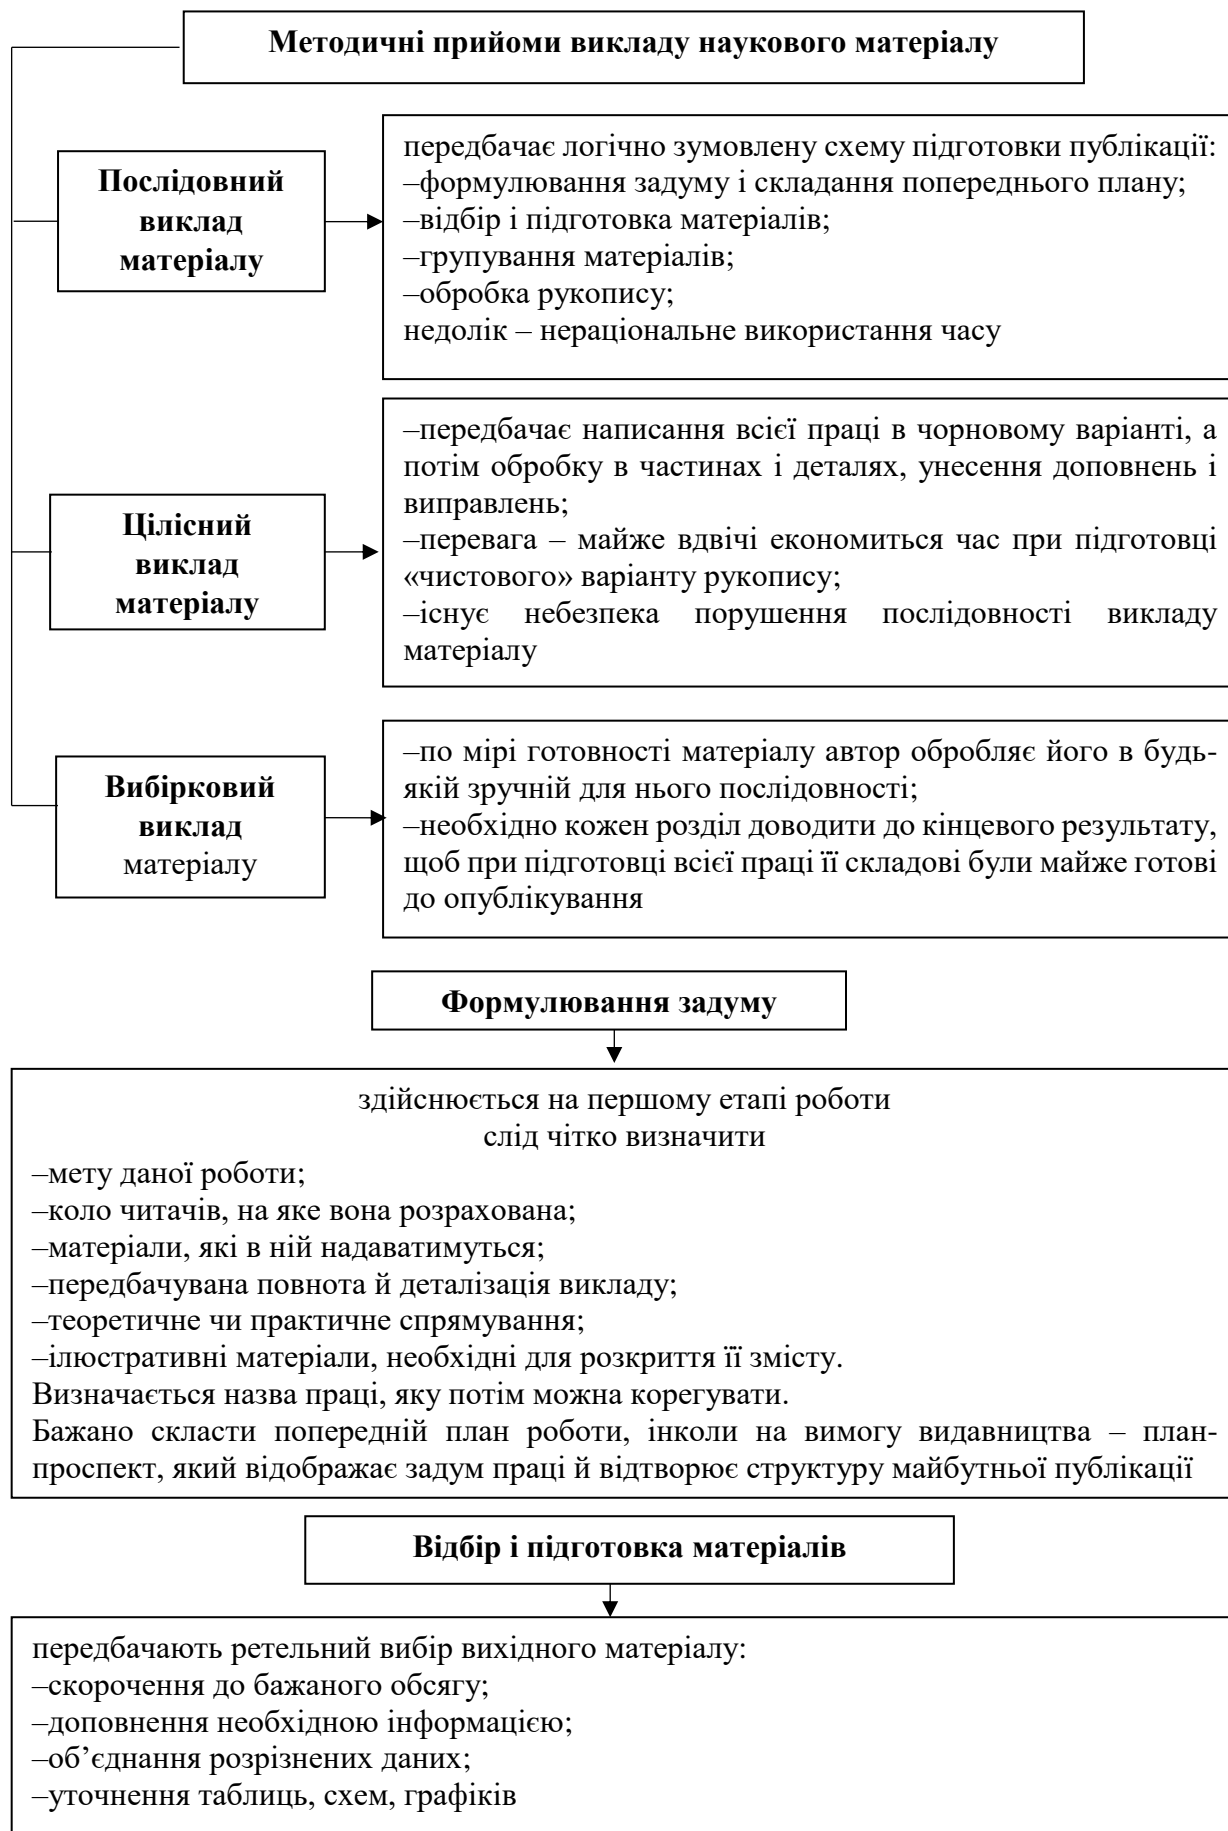 Методичні прийоми викладу наукового матеріалу
Послідовний
виклад
матеріалу
передбачає логічно зумовлену схему підготовки публікації:
–формулювання задуму і складання попереднього плану;
–відбір і підготовка матеріалів;
–групування матеріалів;
–обробка рукопису;
недолік – нераціональне використання часу
Цілісний
виклад
матеріалу
–передбачає написання всієї праці в чорновому варіанті, а
потім обробку в частинах і деталях, унесення доповнень і
виправлень;
–перевага – майже вдвічі економиться час при підготовці
«чистового» варіанту рукопису;
–існує небезпека порушення послідовності викладу
матеріалу
Вибірковий
виклад
матеріалу
–по мірі готовності матеріалу автор обробляє його в будь-
якій зручній для нього послідовності;
–необхідно кожен розділ доводити до кінцевого результату,
щоб при підготовці всієї праці її складові були майже готові
до опублікування
Формулювання задуму
здійснюється на першому етапі роботи
слід чітко визначити
–мету даної роботи;
–коло читачів, на яке вона розрахована;
–матеріали, які в ній надаватимуться;
–передбачувана повнота й деталізація викладу;
–теоретичне чи практичне спрямування;
–ілюстративні матеріали, необхідні для розкриття її змісту.
Визначається назва праці, яку потім можна корегувати.
Бажано скласти попередній план роботи, інколи на вимогу видавництва – план-
проспект, який відображає задум праці й відтворює структуру майбутньої публікації
Відбір і підготовка матеріалів
передбачають ретельний вибір вихідного матеріалу:
–скорочення до бажаного обсягу;
–доповнення необхідною інформацією;
–об’єднання розрізнених даних;
–уточнення таблиць, схем, графіків